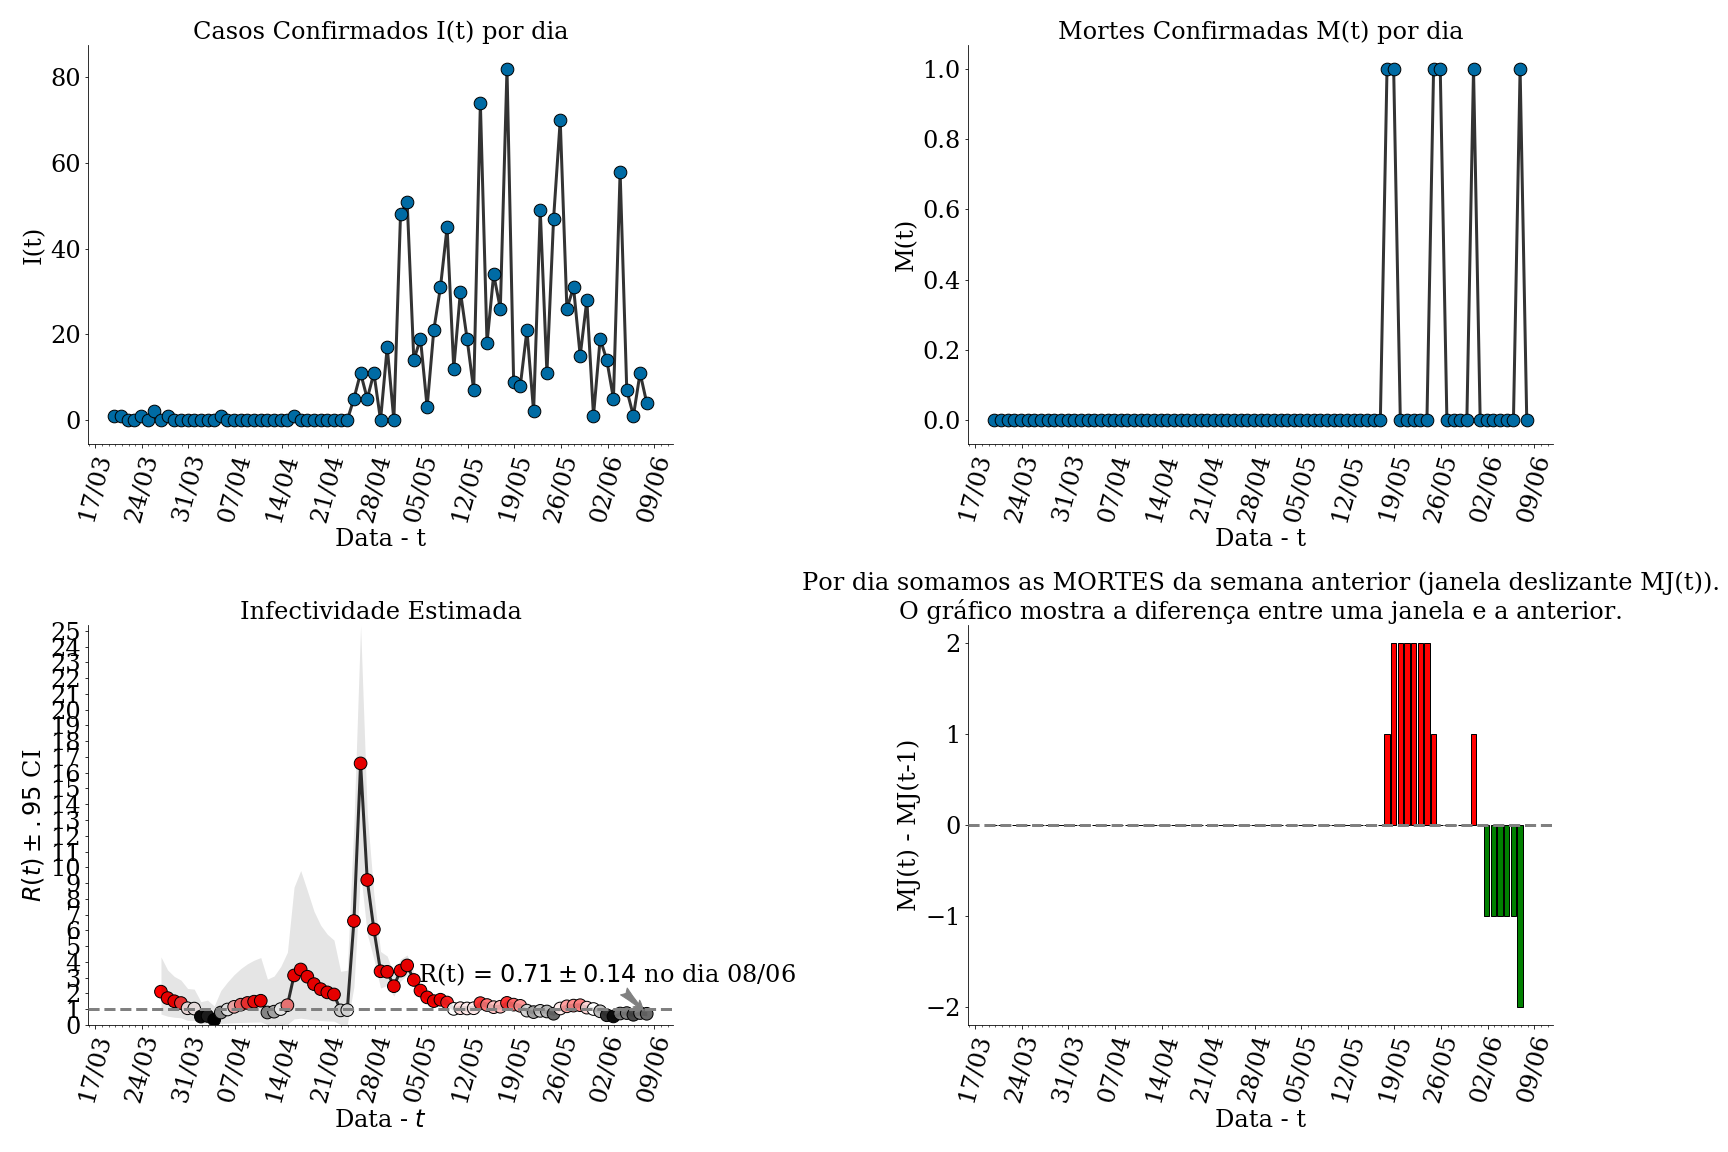 Casos Confirmados I(t) por dia
80
60
40
20
0
I(t)
17/03 24/03 31/03 07/04 14/04 21/04 28/04 05/05 12/05 19/05 26/05 02/06 09/06
Data - t
Mortes Confirmadas M(t) por dia
1.0
0.8
0.6
0.4
0.2
0.0
M(t)
17/03 24/03 31/03 07/04 14/04 21/04 28/04 05/05 12/05 19/05 26/05 02/06 09/06
Data - t
Infectividade Estimada
25
24
23
22
21
20
19
18
17
16
15
14
13
12
11
10
9
8
7
6
5
4
3
2
1
0
R(t) ± .95 CI
R(t) = 0.71 ± 0.14 no dia 08/06
17/03 24/03 31/03 07/04 14/04 21/04 28/04 05/05 12/05 19/05 26/05 02/06 09/06
Data - t
Por dia somamos as MORTES da semana anterior (janela deslizante MJ(t)).
O gráfico mostra a diferença entre uma janela e a anterior.
2
1
0
−1
−2
MJ(t) - MJ(t-1)
17/03 24/03 31/03 07/04 14/04 21/04 28/04 05/05 12/05 19/05 26/05 02/06 09/06
Data - t